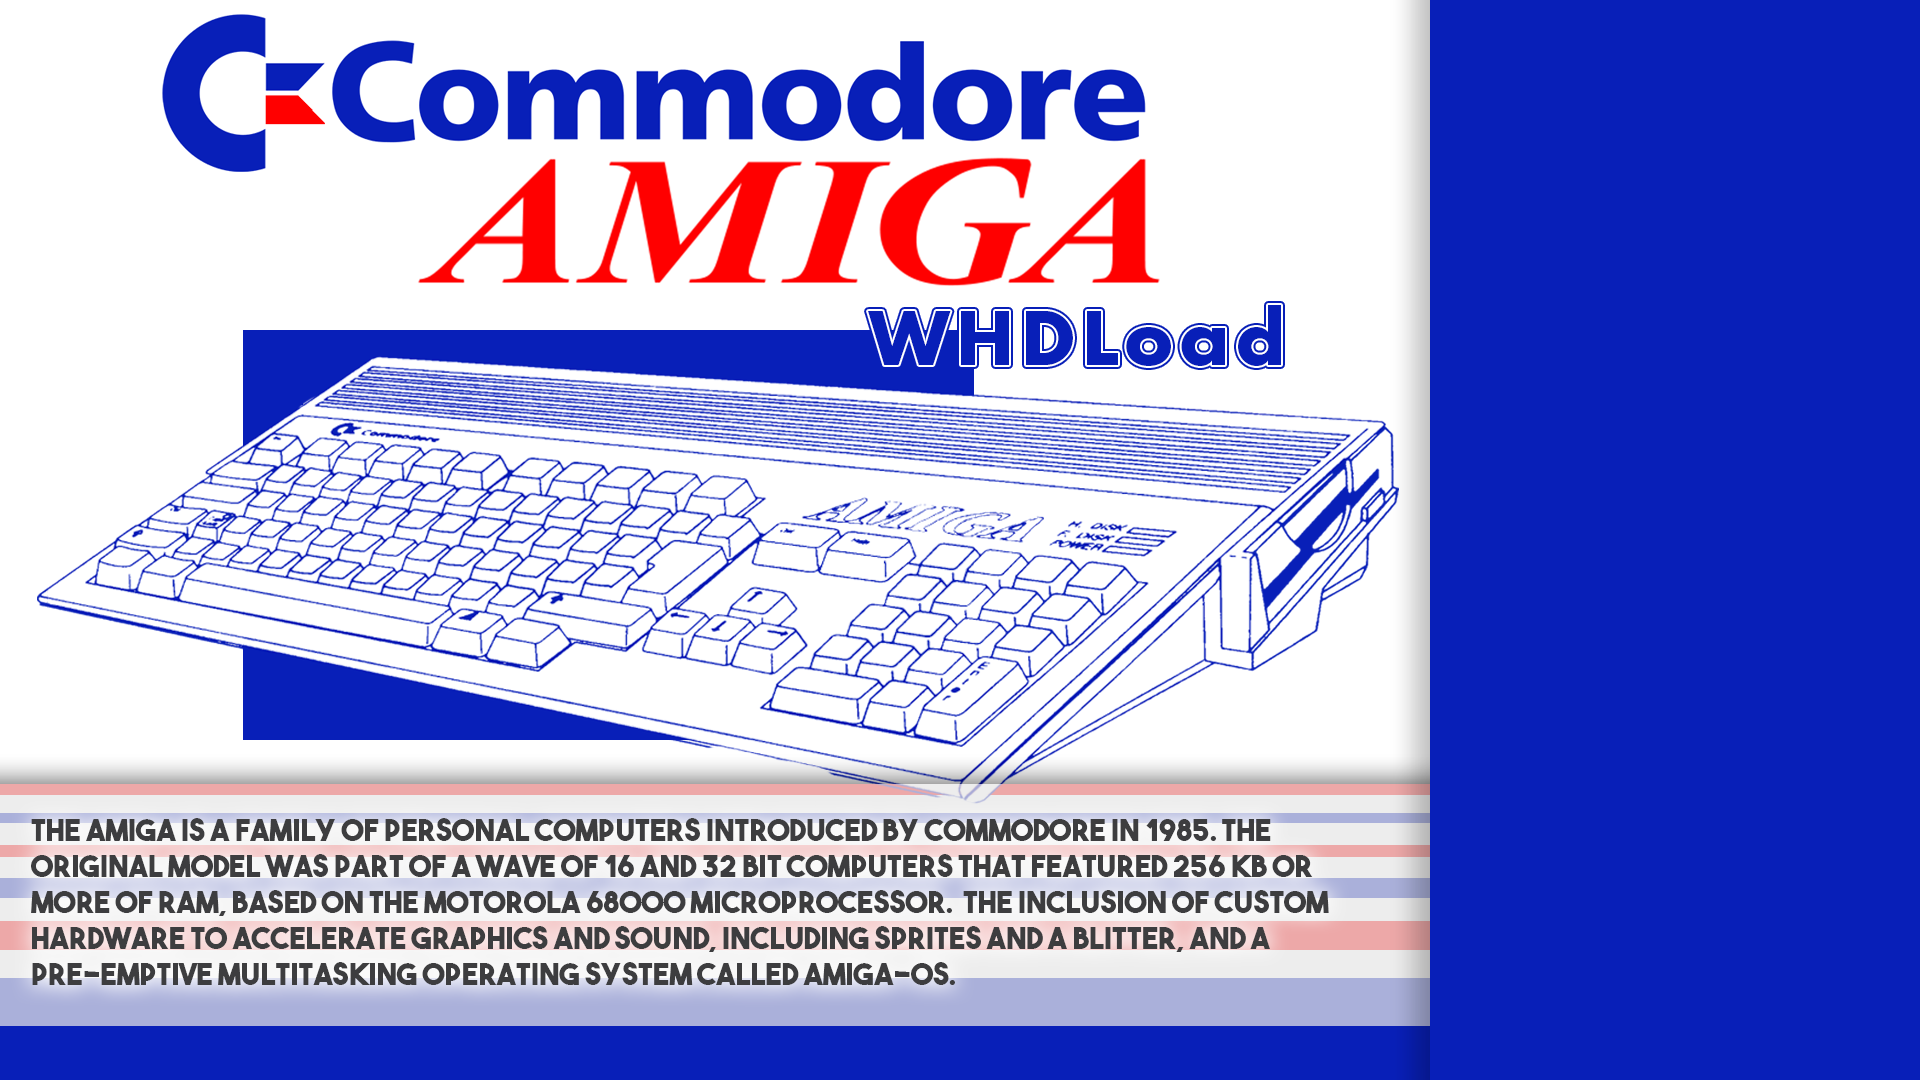 Commodore
AMIGA
WHDLoad
Commodore
AMIGA
H. DISK
F. DISK
POWER
THE AMIGA IS A FAMILY OF PERSONAL COMPUTERS INTRODUCED BY COMMODORE IN 1985. THE
ORIGINAL MODEL WAS PART OF A WAVE OF 16 AND 32 BIT COMPUTERS THAT FEATURED 256 KB OR
MORE OF RAM, BASED ON THE MOTOROLA 68000 MICROPROCESSOR.  THE INCLUSION OF CUSTOM
HARDWARE TO ACCELERATE GRAPHICS AND SOUND, INCLUDING SPRITES AND A BLITTER, AND A
PRE-EMPTIVE MULTITASKING OPERATING SYSTEM CALLED AMIGA-OS.